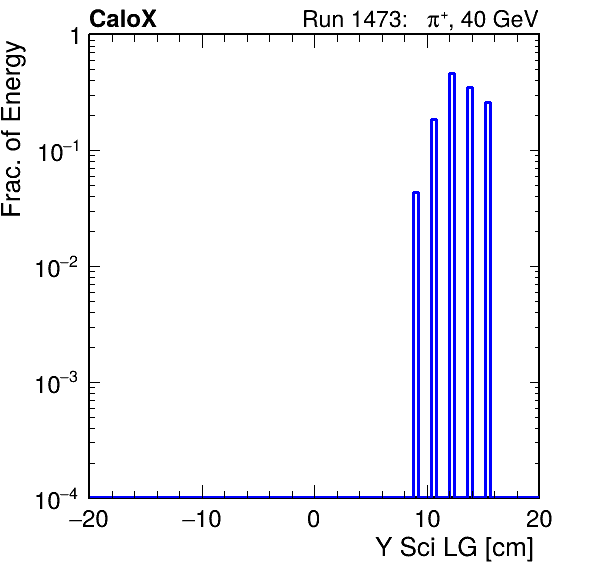 CaloX Run 1473: π⁺, 40 GeV
Frac. of Energy
1
10⁻¹
10⁻²
10⁻³
10⁻⁴
−20 −10 0 10 20
Y Sci LG [cm]